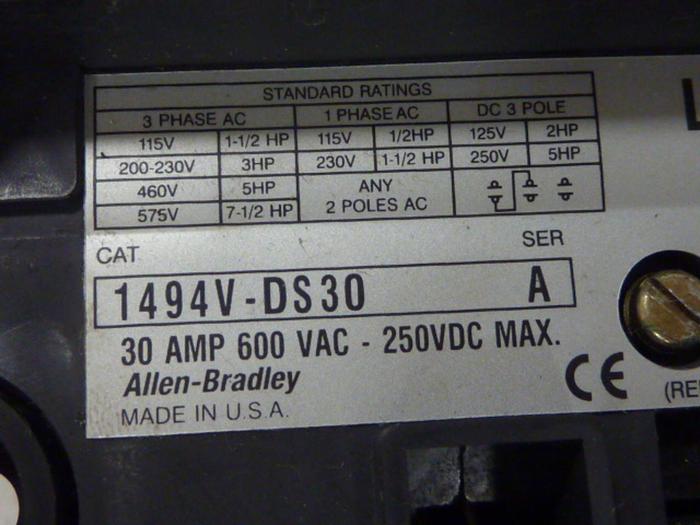 STANDARD RATINGS
3 PHASE AC 1 PHASE AC DC 3 POLE
115V 1-1/2 HP 115V 1/2HP 125V 2HP
200-230V 3HP 230V 1-1/2 HP 250V 5HP
460V 5HP ANY
575V 7-1/2 HP 2 POLES AC
CAT SER
1494V-DS30 A
30 AMP 600 VAC - 250VDC MAX.
Allen-Bradley CE
MADE IN U.S.A.